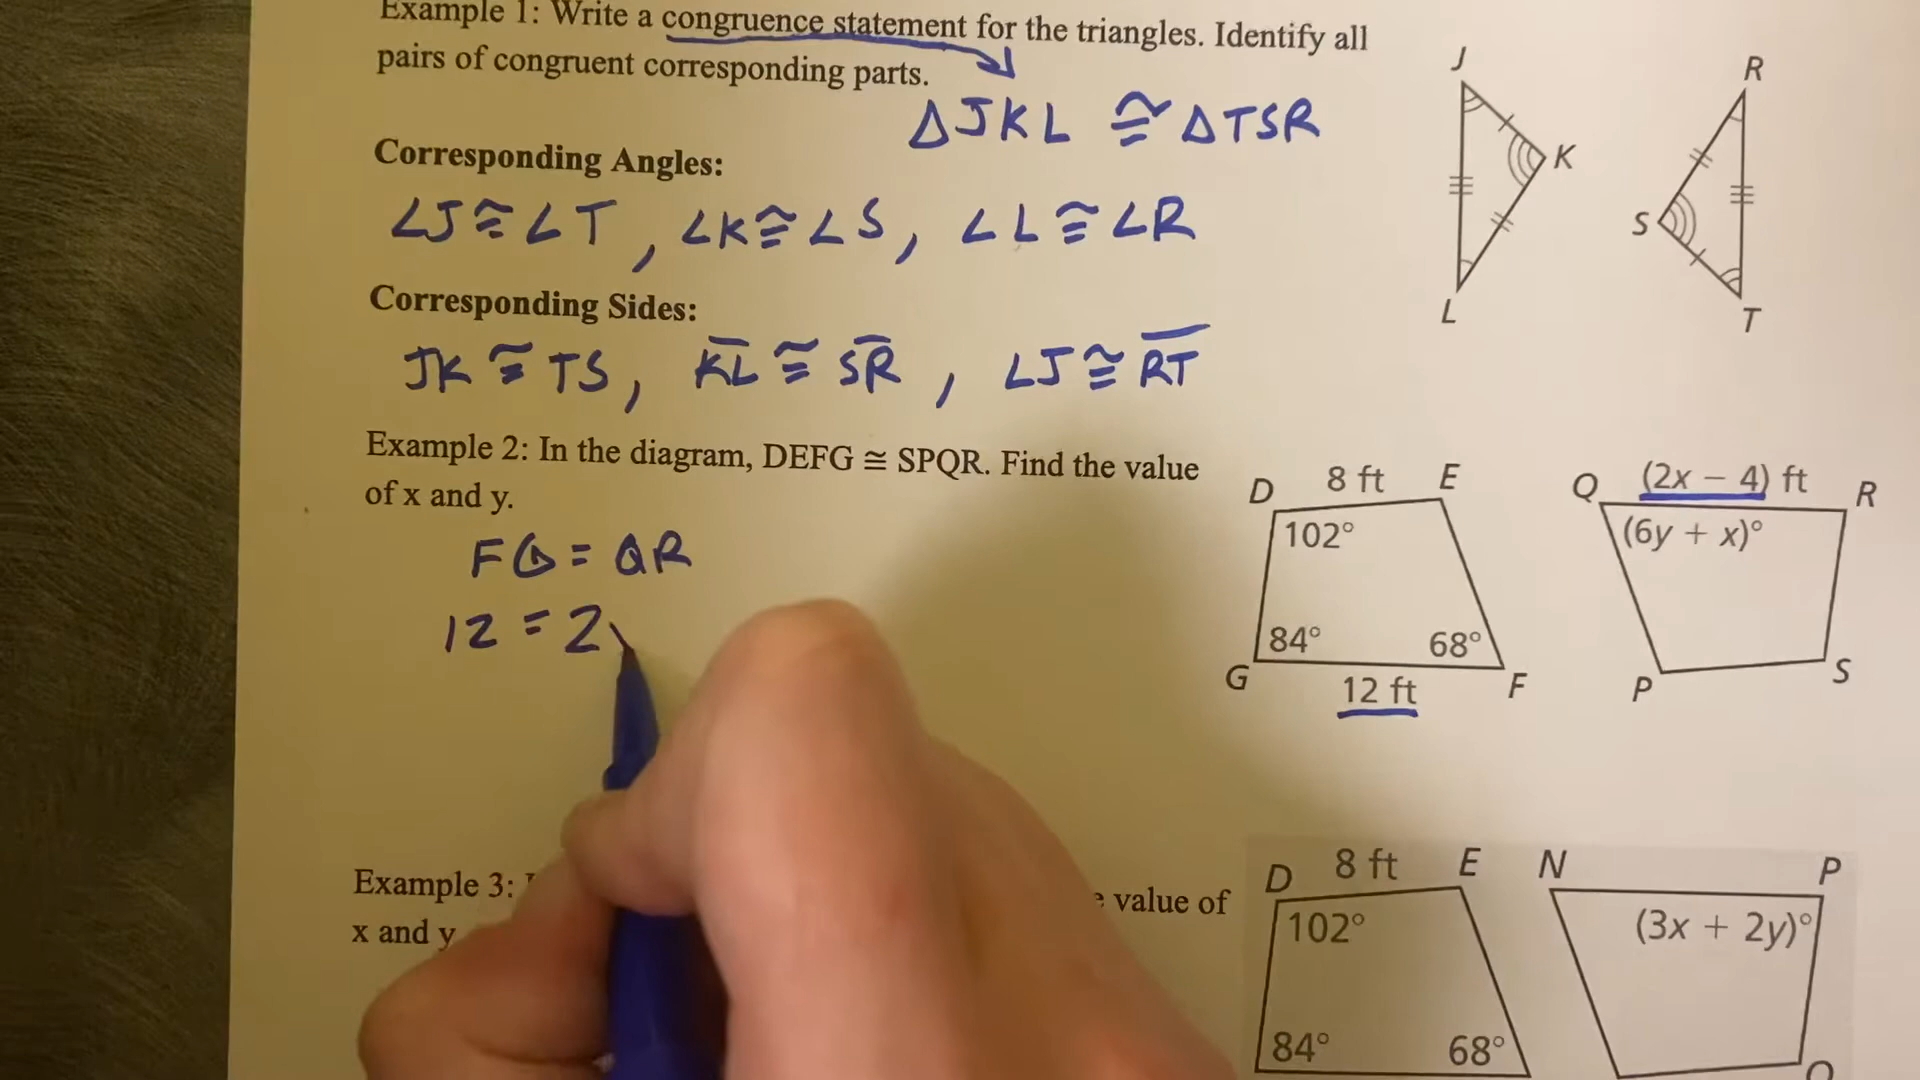 Example 1: Write a congruence statement for the triangles. Identify all
pairs of congruent corresponding parts.
ΔJKL ≅ ΔTSR
Corresponding Angles:
∠J ≅ ∠T, ∠K ≅ ∠S, ∠L ≅ ∠R
Corresponding Sides:
JK ≅ TS, K̅L̅ ≅ S̅R̅, LJ ≅ R̅T̅
J
K
L
R
S
T
Example 2: In the diagram, DEFG ≅ SPQR. Find the value
of x and y.
FG = QR
12 = 2
D 8 ft E
102°
84° 68°
G 12 ft F
Q (2x − 4) ft R
(6y + x)°
P S
Example 3:
value of
x and y
D 8 ft E
102°
84° 68°
N P
(3x + 2y)°